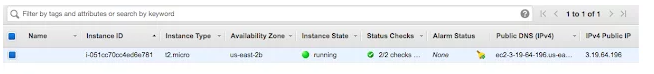 Filter by tags and attributes or search by keyword
1 to 1 of 1
Name Instance ID Instance Type Availability Zone Instance State Status Checks Alarm Status Public DNS (IPv4) IPv4 Public IP
i-051cc70cc4ed6e761 t2.micro us-east-2b running 2/2 checks ... None ec2-3-19-64-196.us-ea... 3.19.64.196